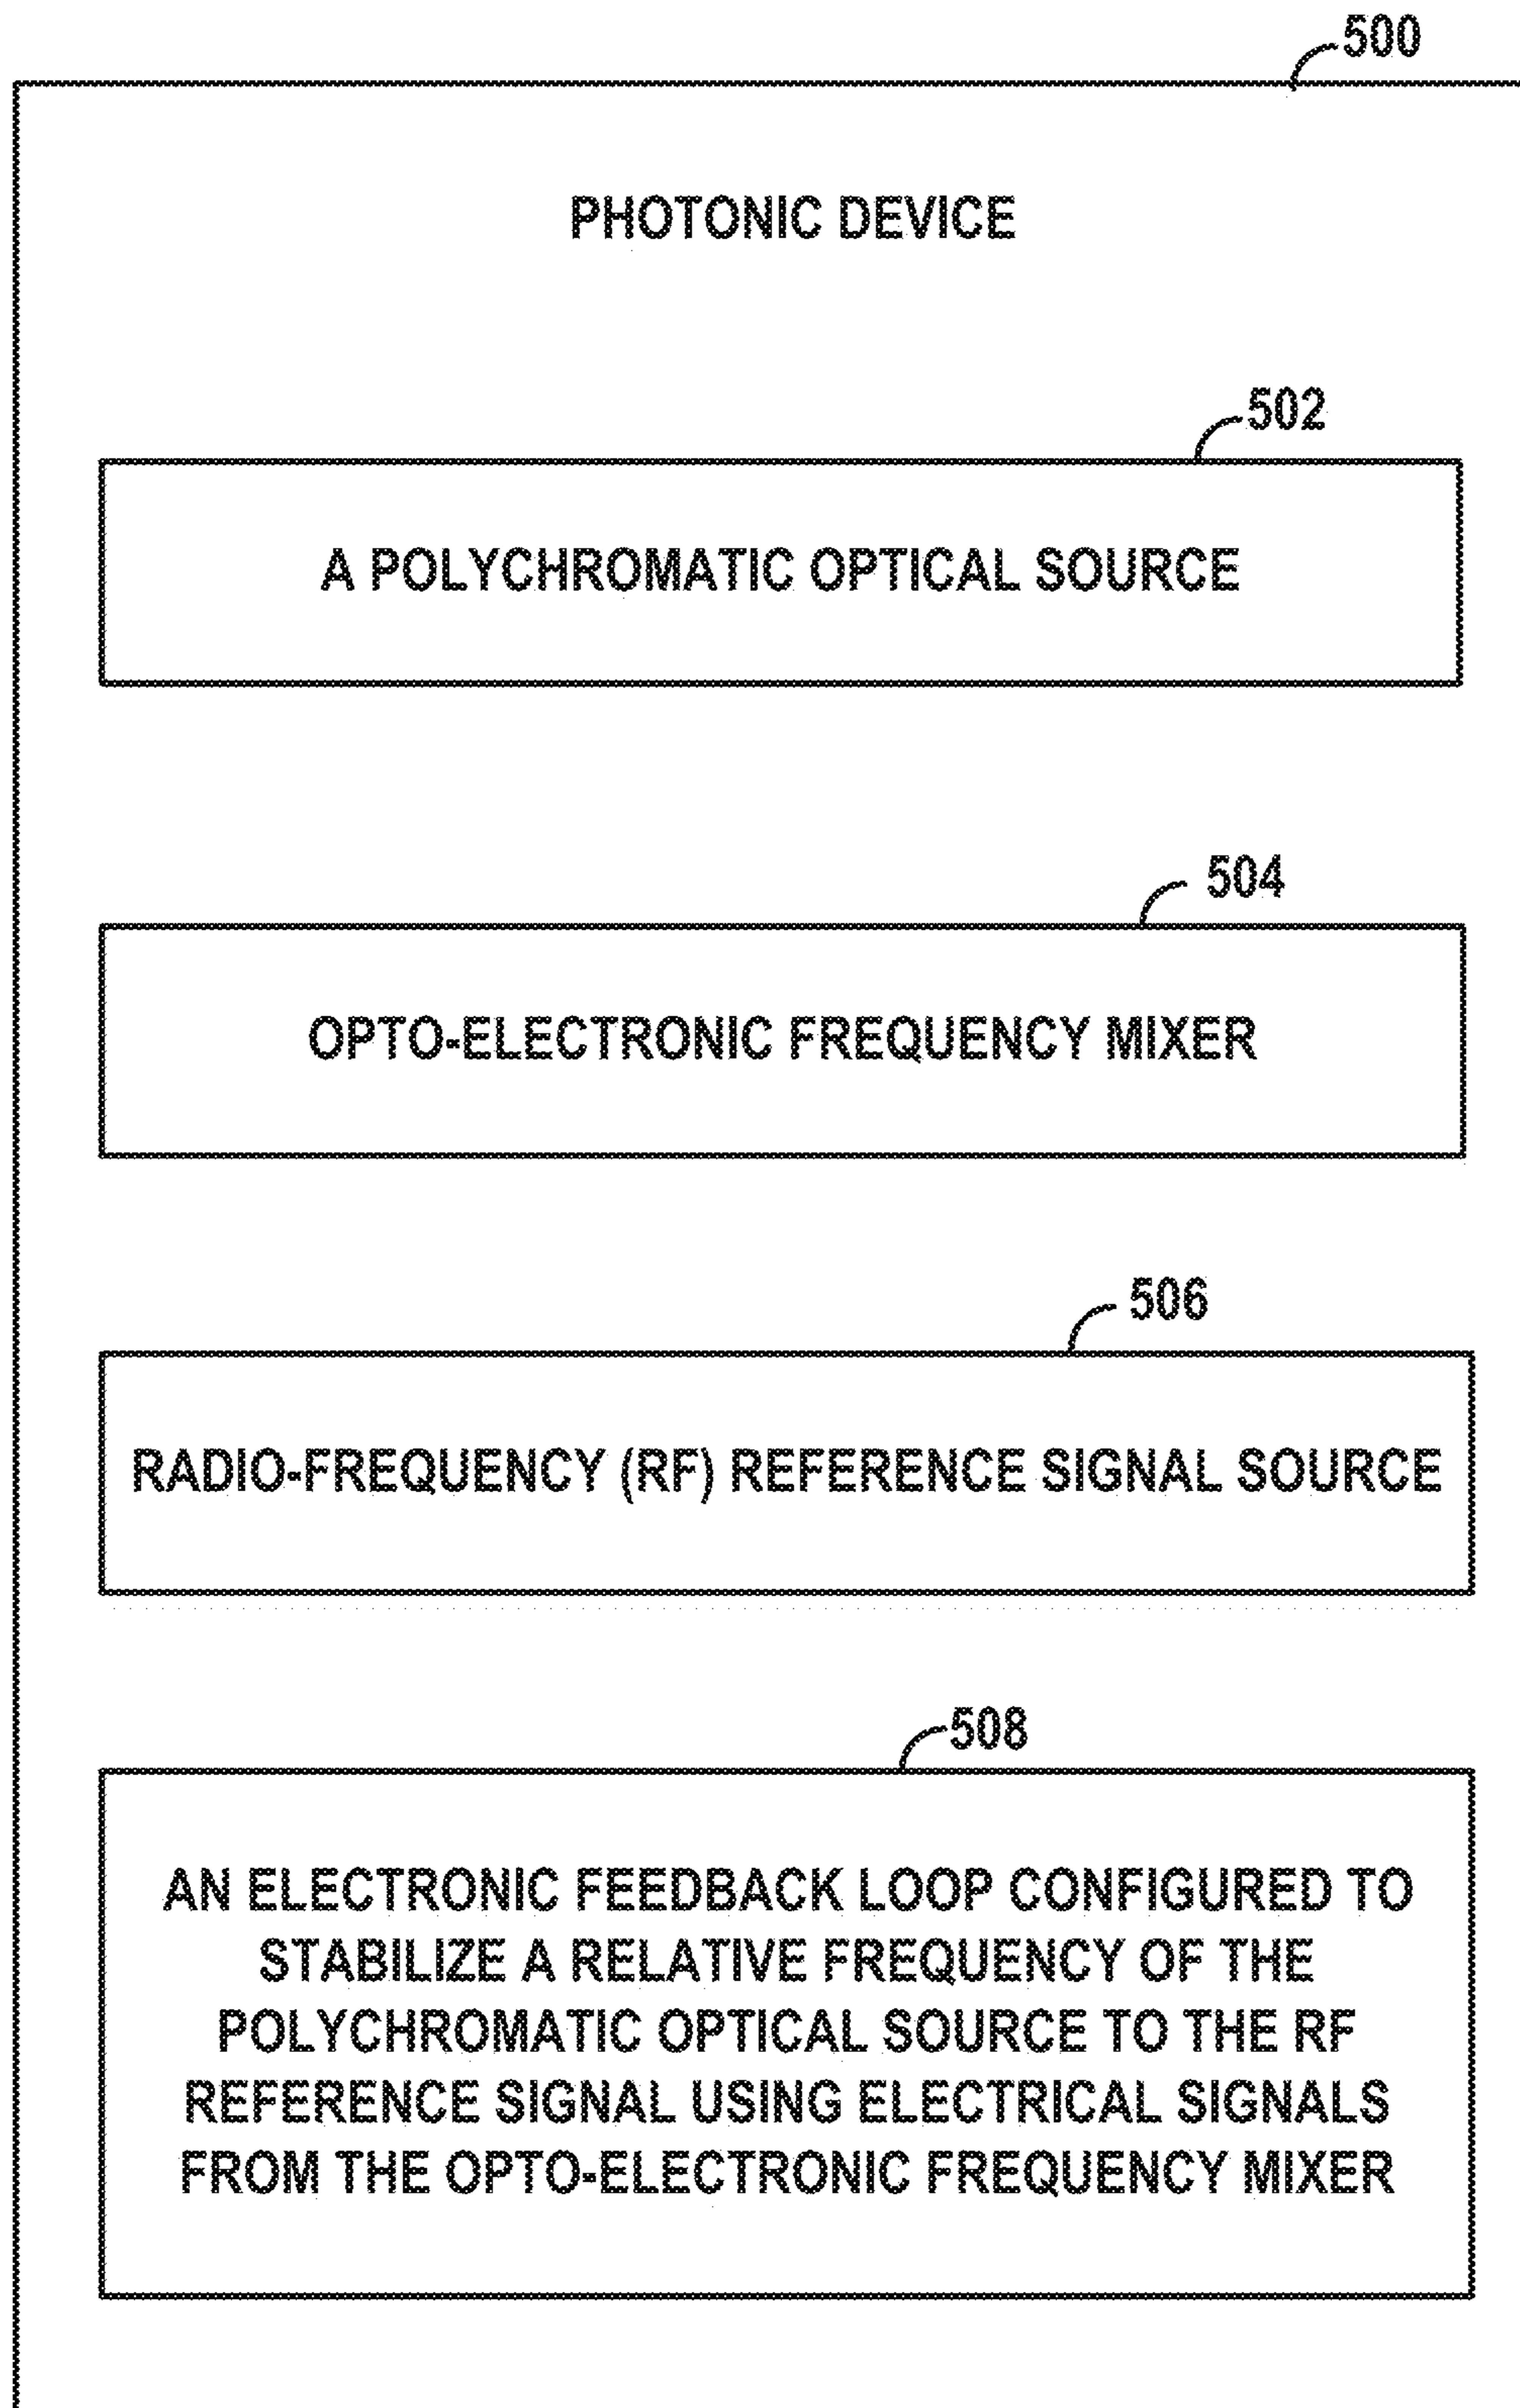 500
PHOTONIC DEVICE
502
A POLYCHROMATIC OPTICAL SOURCE
504
OPTO-ELECTRONIC FREQUENCY MIXER
506
RADIO-FREQUENCY (RF) REFERENCE SIGNAL SOURCE
508
AN ELECTRONIC FEEDBACK LOOP CONFIGURED TO
STABILIZE A RELATIVE FREQUENCY OF THE
POLYCHROMATIC OPTICAL SOURCE TO THE RF
REFERENCE SIGNAL USING ELECTRICAL SIGNALS
FROM THE OPTO-ELECTRONIC FREQUENCY MIXER